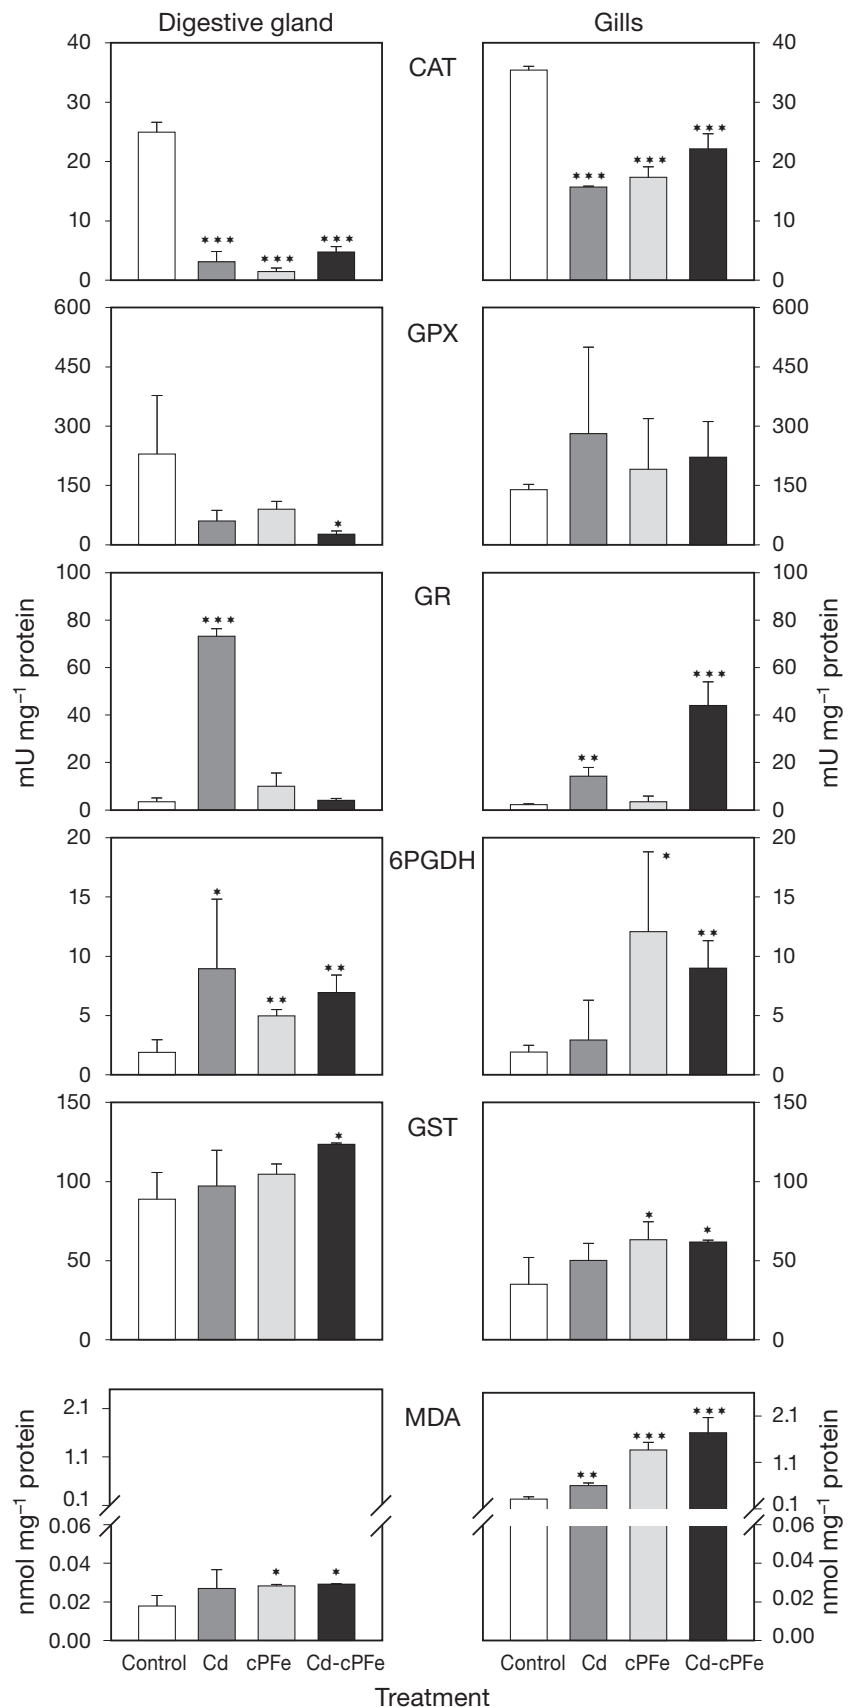 Digestive gland Gills
40 CAT 40
30 30
*** ***
20 *** 20
***
10 10
*** *** ***
0 0
600 GPX 600
450 450
300 300
150 150
*
0 0
100 GR 100
80 80
***
60 *** 60
40 40
**
20 20
0 0
mU mg–1 protein mU mg–1 protein
20 6PGDH 20
*
15 * 15
**
10 ** 10
**
5 5
0 0
150 GST 150
*
100 100
* *
50 50
0 0
2.1 MDA *** 2.1
***
1.1 ** 1.1
0.1 0.1
0.06 0.06
0.04 * * 0.04
0.02 0.02
0.00 0.00
nmol mg–1 protein nmol mg–1 protein
Control Cd cPFe Cd-cPFe Control Cd cPFe Cd-cPFe
Treatment